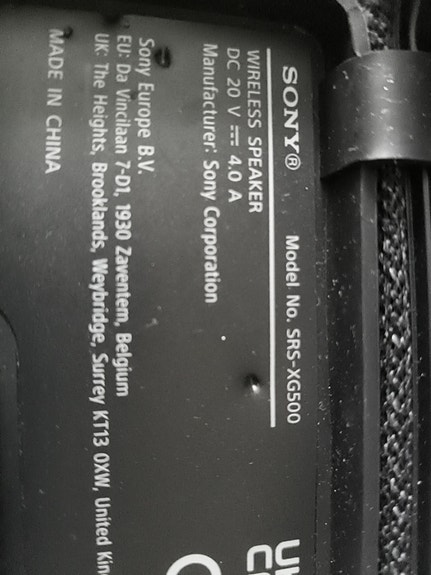 SONY® Model No. SRS-XG500
WIRELESS SPEAKER
DC 20 V ⎓ 4.0 A
Manufacturer: Sony Corporation
Sony Europe B.V.
EU: Da Vincilaan 7-D1, 1930 Zaventem, Belgium
UK: The Heights, Brooklands, Weybridge, Surrey KT13 0XW, United
MADE IN CHINA